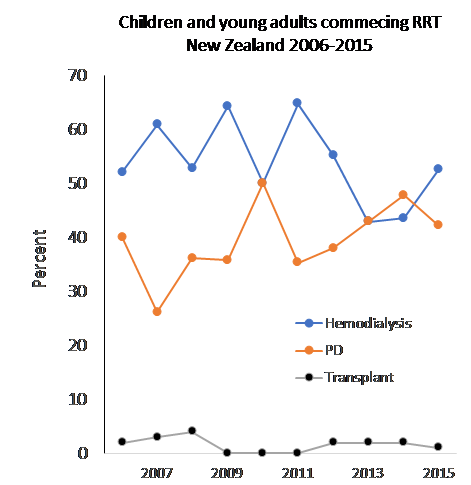 Children and young adults commecing RRT
New Zealand 2006-2015
70
60
50
40
30
20
10
0
Percent
Hemodialysis
PD
Transplant
2007 2009 2011 2013 2015